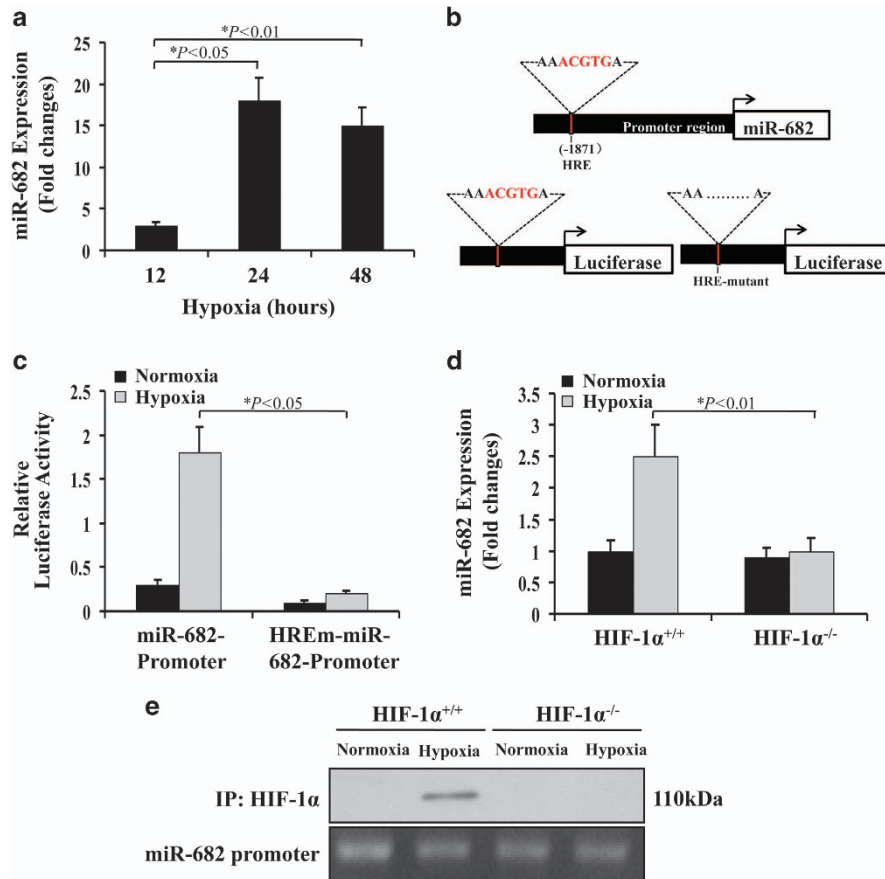 a
*P<0.01
*P<0.05
25
20
15
10
5
0
miR-682 Expression
(Fold changes)
12 24 48
Hypoxia (hours)
b
AAACGTGA
Promoter region miR-682
(-1871)
HRE
AAACGTGA
AA ......... A
Luciferase
Luciferase
HRE-mutant
c
Normoxia
Hypoxia
*P<0.05
2
1.5
1
0.5
0
Relative
Luciferase Activity
miR-682-
Promoter
HREm-miR-
682-Promoter
d
Normoxia
Hypoxia
*P<0.01
3.5
3
2.5
2
1.5
1
0.5
0
miR-682 Expression
(Fold changes)
HIF-1α+/+
HIF-1α-/-
e
HIF-1α+/+ HIF-1α-/-
Normoxia Hypoxia Normoxia Hypoxia
IP: HIF-1α 110kDa
miR-682 promoter